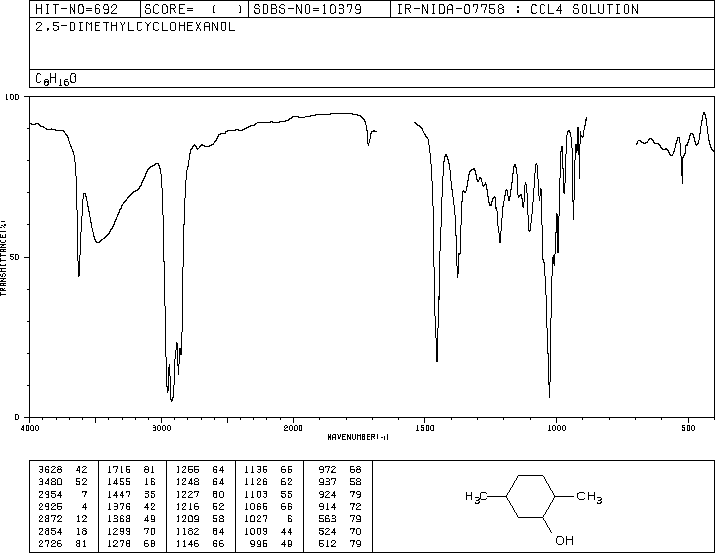 HIT-NO=692 SCORE= ( ) SDBS-NO=10379 IR-NIDA-07758 : CCL4 SOLUTION
2,5-DIMETHYLCYCLOHEXANOL
C8H16O
100
50
0
TRANSMITTANCE(%)
4000 3000 2000 1500 1000 500
WAVENUMBER(-1)
3628 42 1716 81 1256 64 1136 66 972 68
3480 52 1455 16 1248 64 1126 62 937 58
2954 7 1447 35 1227 60 1103 55 924 79
2925 4 1376 42 1216 52 1066 66 914 72
2872 12 1368 49 1209 58 1027 6 563 79
2854 18 1299 70 1182 64 1009 44 524 70
2726 81 1278 69 1146 66 996 49 512 79
H3C CH3
OH